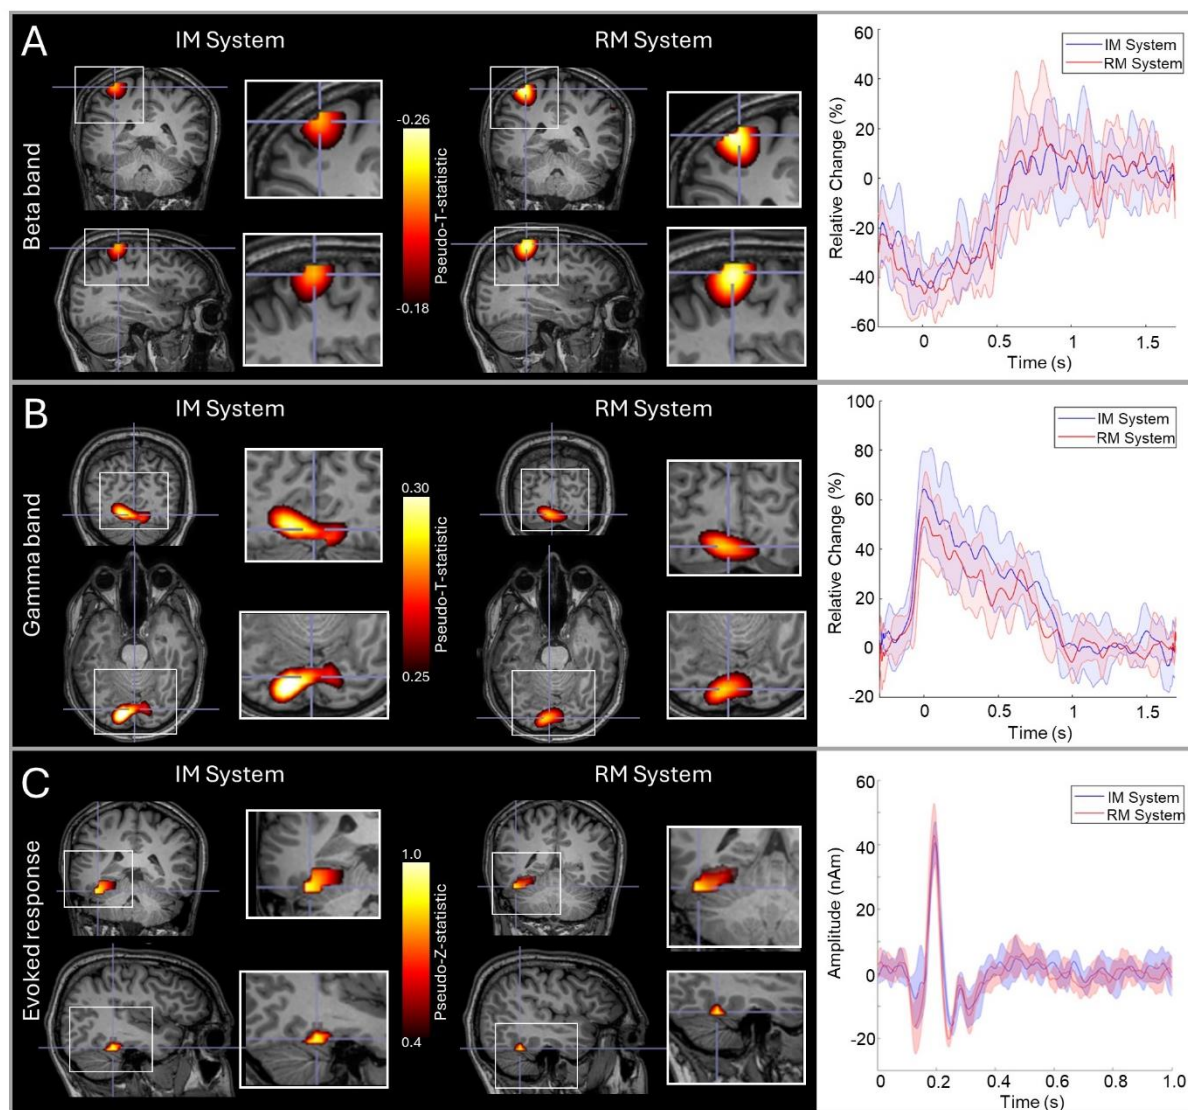 A
IM System
RM System
Beta band
-0.26
Pseudo-T-statistic
-0.18
60
40
20
0
-20
-40
-60
Relative Change (%)
IM System
RM System
0
0.5
1
1.5
Time (s)
B
IM System
RM System
Gamma band
0.30
Pseudo-T-statistic
0.25
100
80
60
40
20
0
-20
Relative Change (%)
IM System
RM System
0
0.5
1
1.5
Time (s)
C
IM System
RM System
Evoked response
1.0
Pseudo-Z-statistic
0.4
60
40
20
0
-20
Amplitude (nAm)
IM System
RM System
0
0.2
0.4
0.6
0.8
1.0
Time (s)